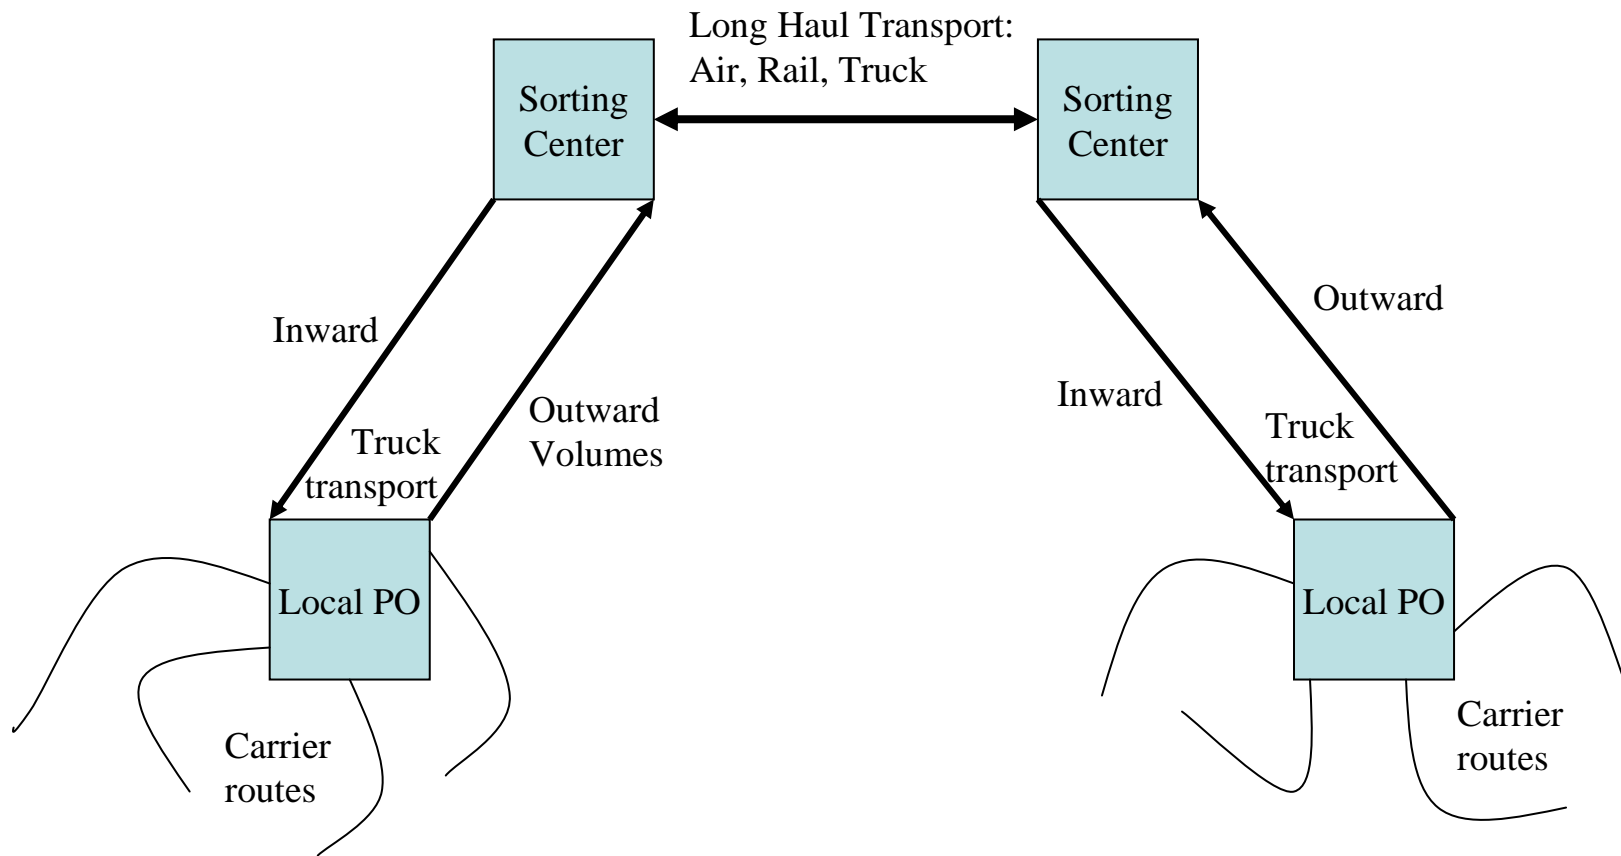 Long Haul Transport:
Air, Rail, Truck
Sorting
Center
Sorting
Center
Inward
Outward
Volumes
Truck
transport
Outward
Inward
Truck
transport
Local PO
Local PO
Carrier
routes
Carrier
routes